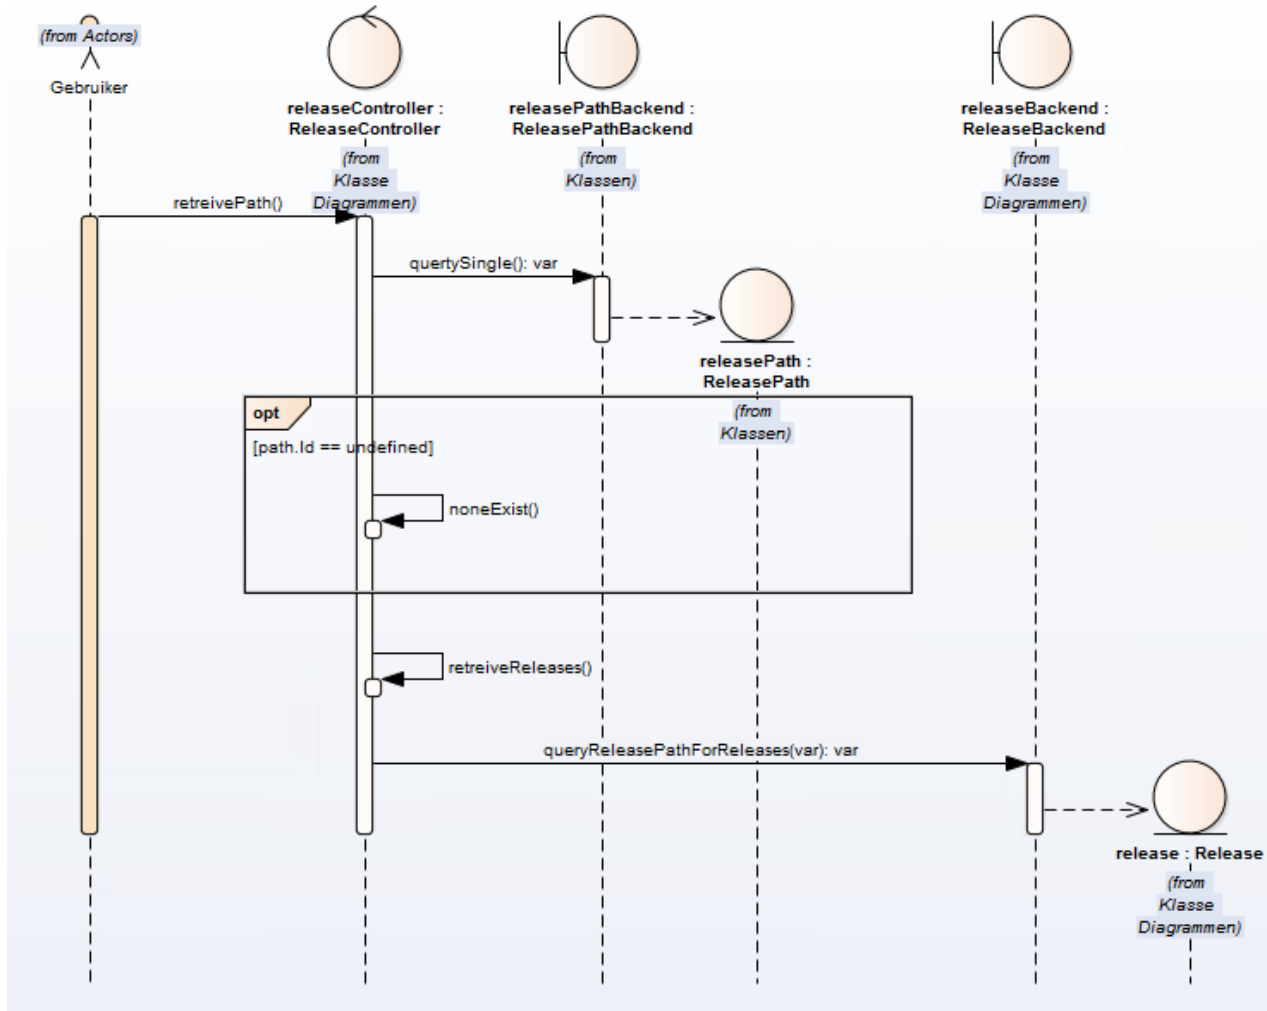 (from Actors)
Gebruiker
releaseController :
ReleaseController
(from
Klasse
Diagrammen)
releasePathBackend :
ReleasePathBackend
(from
Klassen)
releaseBackend :
ReleaseBackend
(from
Klasse
Diagrammen)
retreivePath()
quertySingle(): var
releasePath :
ReleasePath
(from
Klassen)
opt
[path.Id == undefined]
noneExist()
retreiveReleases()
queryReleasePathForReleases(var): var
release : Release
(from
Klasse
Diagrammen)